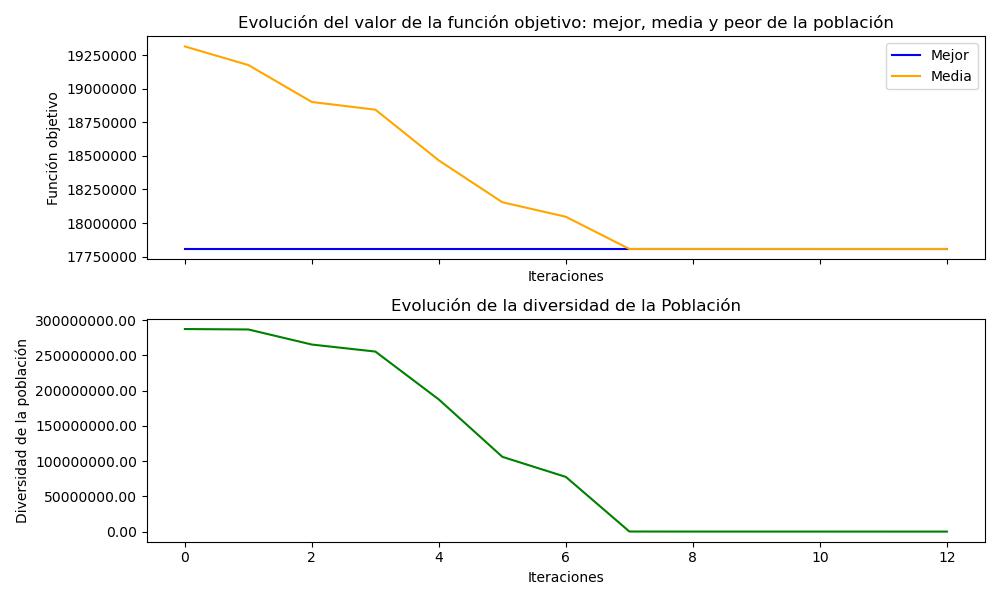 Evolución del valor de la función objetivo: mejor, media y peor de la población
19250000
19000000
18750000
18500000
18250000
18000000
17750000
Función objetivo
Mejor
Media
Iteraciones
Evolución de la diversidad de la Población
300000000.00
250000000.00
200000000.00
150000000.00
100000000.00
50000000.00
0.00
Diversidad de la población
0 2 4 6 8 10 12
Iteraciones